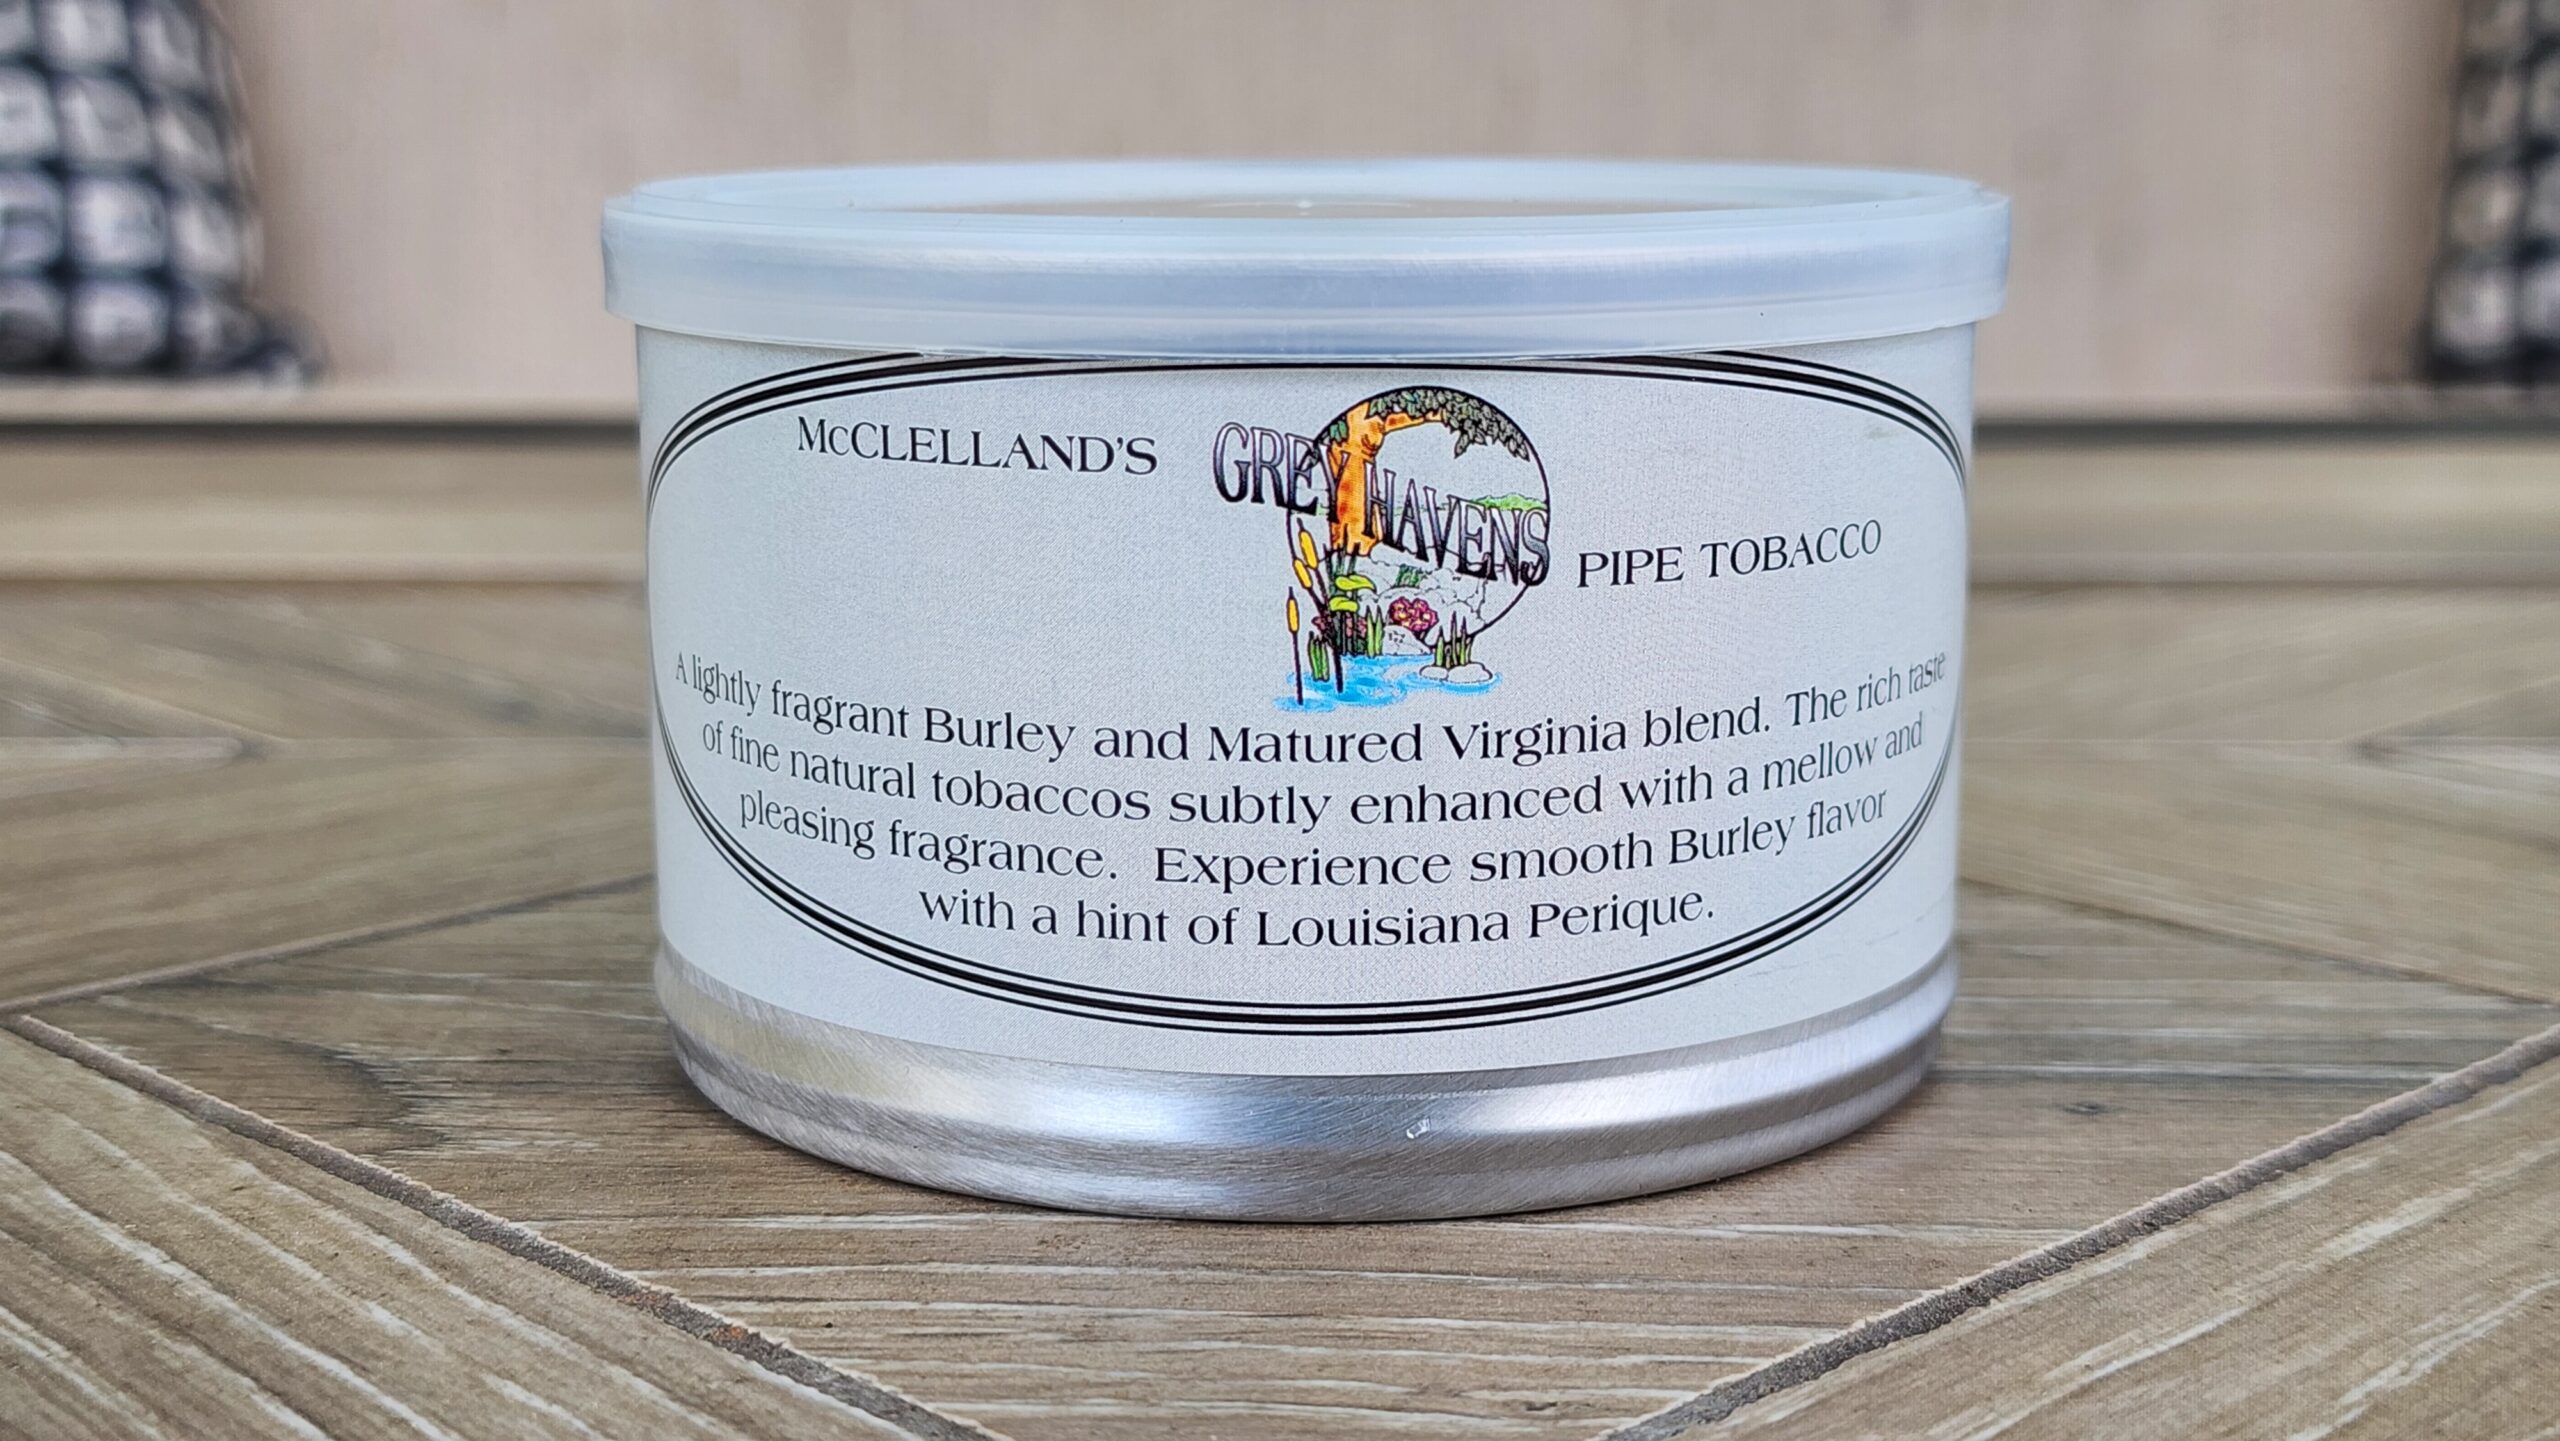 McCLELLAND'S
GREY HAVENS
PIPE TOBACCO
A lightly fragrant Burley and Matured Virginia blend. The rich taste
of fine natural tobaccos subtly enhanced with a mellow and
pleasing fragrance. Experience smooth Burley flavor
with a hint of Louisiana Perique.